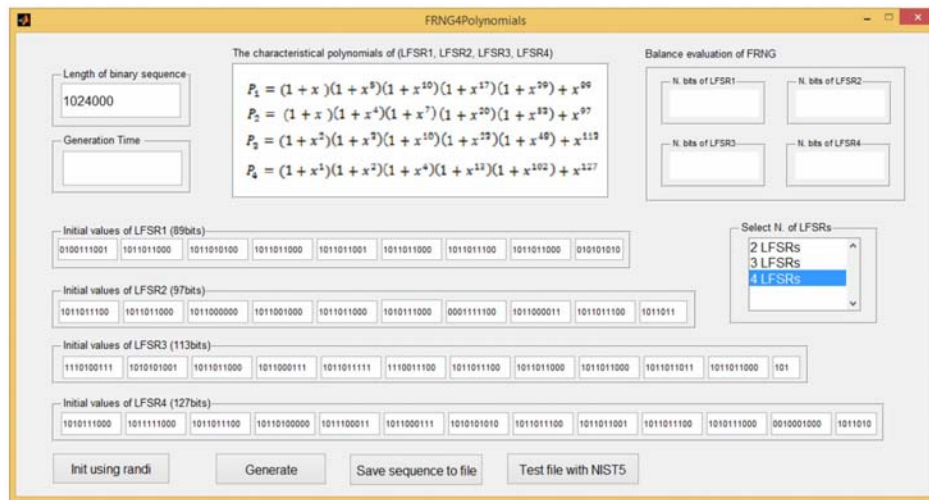 FRNG4Polynomials
The characteristical polynomials of (LFSR1, LFSR2, LFSR3, LFSR4)
Balance evaluation of FRNG
Length of binary sequence
1024000
Generation Time
P₁ = (1 + x )(1 + x⁵)(1 + x¹⁰)(1 + x¹⁷)(1 + x³⁹) + x⁸⁹
P₂ = (1 + x )(1 + x⁴)(1 + x⁷)(1 + x²⁰)(1 + x⁵³) + x⁹⁷
P₃ = (1 + x²)(1 + x³)(1 + x¹⁰)(1 + x²³)(1 + x⁴⁸) + x¹¹³
P₄ = (1 + x¹)(1 + x²)(1 + x⁴)(1 + x¹³)(1 + x¹⁰²) + x¹²⁷
N. bits of LFSR1
N. bits of LFSR2
N. bits of LFSR3
N. bits of LFSR4
Initial values of LFSR1 (89bits)
0100111001 1011011000 1011010100 1011011000 1011011001 1011011000 1011011100 1011011000 010101010
Select N. of LFSRs
2 LFSRs
3 LFSRs
4 LFSRs
Initial values of LFSR2 (97bits)
1011011100 1011011000 1011000000 1011001000 1011011000 1010111000 0001111100 1011000011 1011011100 1011011
Initial values of LFSR3 (113bits)
1110100111 1010101001 1011011000 1011000111 1011011111 1110011100 1011011101 1011011000 1011011000 1011011011 1011011000 101
Initial values of LFSR4 (127bits)
1010111000 1011111000 1011011100 10110100000 1011100011 1011000111 1010101010 1011011100 1011011001 1011011100 1010111000 0010001000 1011010
Init using randi
Generate
Save sequence to file
Test file with NIST5